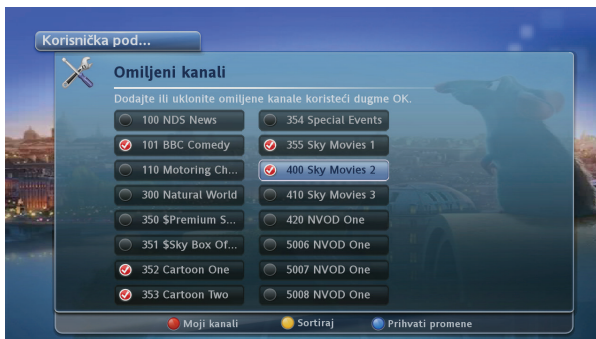 Korisnička pod...
Omiljeni kanali
Dodajte ili uklonite omiljene kanale koristeći dugme OK.
100 NDS News
101 BBC Comedy
110 Motoring Ch...
300 Natural World
350 $Premium S...
351 $Sky Box Of...
352 Cartoon One
353 Cartoon Two
354 Special Events
355 Sky Movies 1
400 Sky Movies 2
410 Sky Movies 3
420 NVOD One
5006 NVOD One
5007 NVOD One
5008 NVOD One
Moji kanali
Sortiraj
Prihvati promene